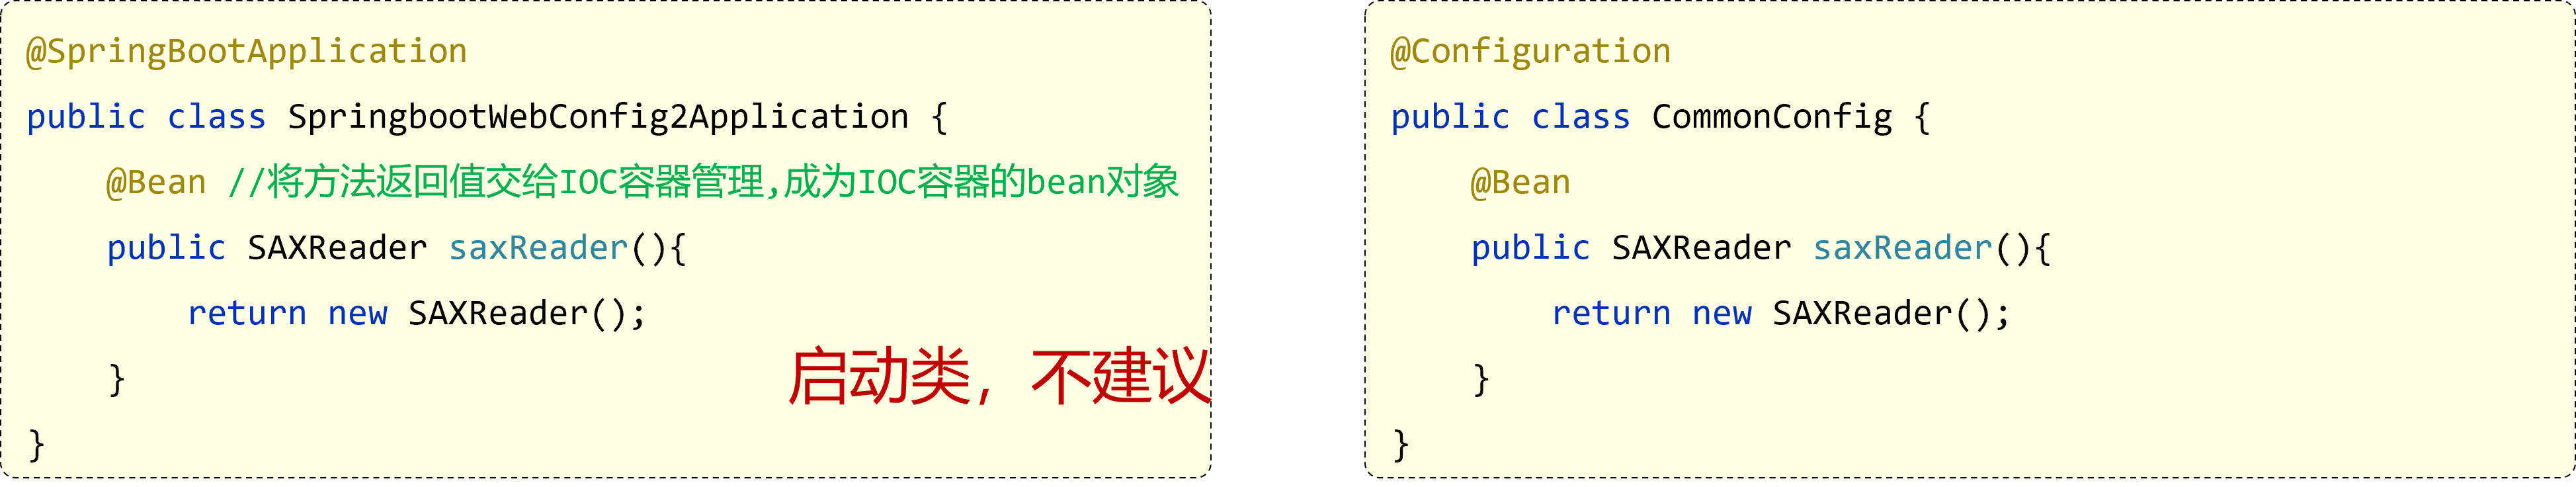 @SpringBootApplication
public class SpringbootWebConfig2Application {
@Bean //将方法返回值交给IOC容器管理,成为IOC容器的bean对象
public SAXReader saxReader(){
return new SAXReader();
}
}
启动类，不建议
@Configuration
public class CommonConfig {
@Bean
public SAXReader saxReader(){
return new SAXReader();
}
}